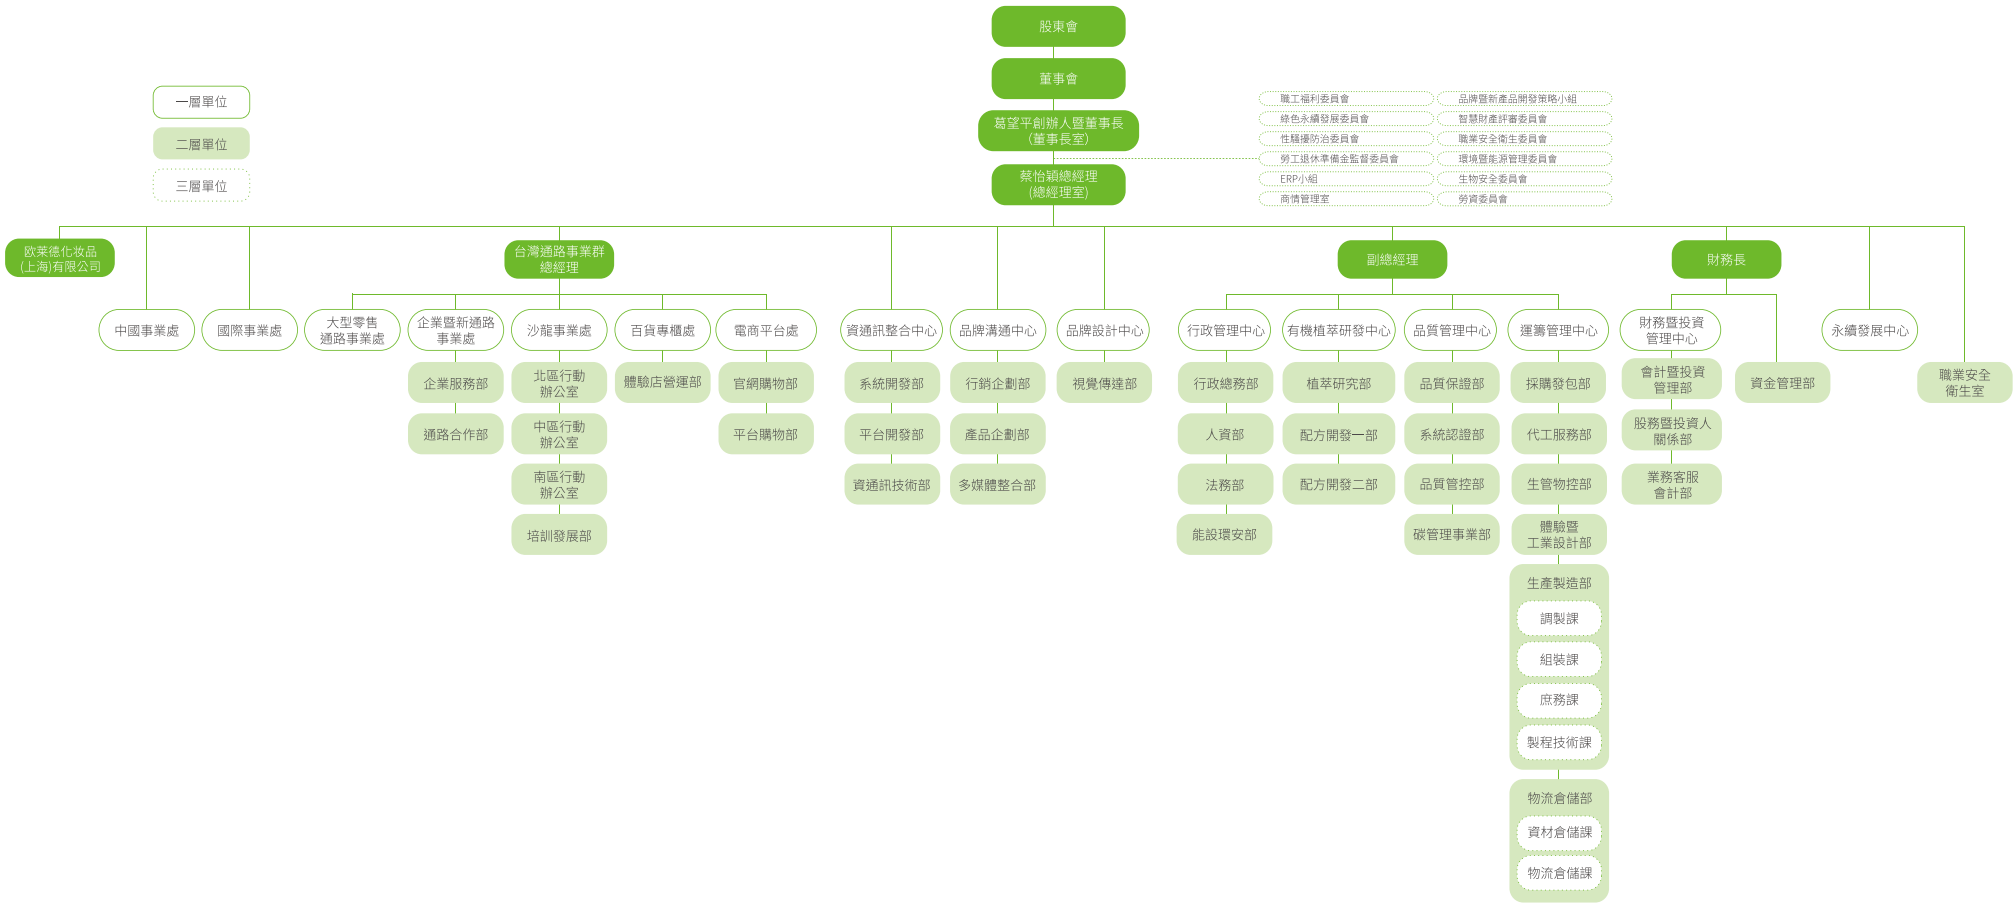 股東會
董事會
葛望平創辦人暨董事長
(董事長室)
蔡怡穎總經理
(總經理室)
一層單位
二層單位
三層單位
職工福利委員會
品牌暨新產品開發策略小組
綠色永續發展委員會
智慧財產評審委員會
性騷擾防治委員會
職業安全衛生委員會
勞工退休準備金監督委員會
環境暨能源管理委員會
ERP小組
生物安全委員會
商情管理室
勞資委員會
欧莱德化妆品
(上海)有限公司
中國事業處
國際事業處
台灣通路事業群
總經理
大型零售
通路事業處
企業暨新通路
事業處
企業服務部
通路合作部
沙龍事業處
北區行動
辦公室
中區行動
辦公室
南區行動
辦公室
培訓發展部
百貨專櫃處
體驗店營運部
電商平台處
官網購物部
平台購物部
資通訊整合中心
系統開發部
平台開發部
資通訊技術部
品牌溝通中心
行銷企劃部
產品企劃部
多媒體整合部
品牌設計中心
視覺傳達部
副總經理
行政管理中心
行政總務部
人資部
法務部
能設環安部
有機植萃研發中心
植萃研究部
配方開發一部
配方開發二部
品質管理中心
品質保證部
系統認證部
品質管控部
碳管理事業部
運籌管理中心
採購發包部
代工服務部
生管物控部
體驗暨
工業設計部
生產製造部
調製課
組裝課
庶務課
製程技術課
物流倉儲部
資材倉儲課
物流倉儲課
財務長
財務暨投資
管理中心
會計暨投資
管理部
股務暨投資人
關係部
業務客服
會計部
資金管理部
永續發展中心
職業安全
衛生室